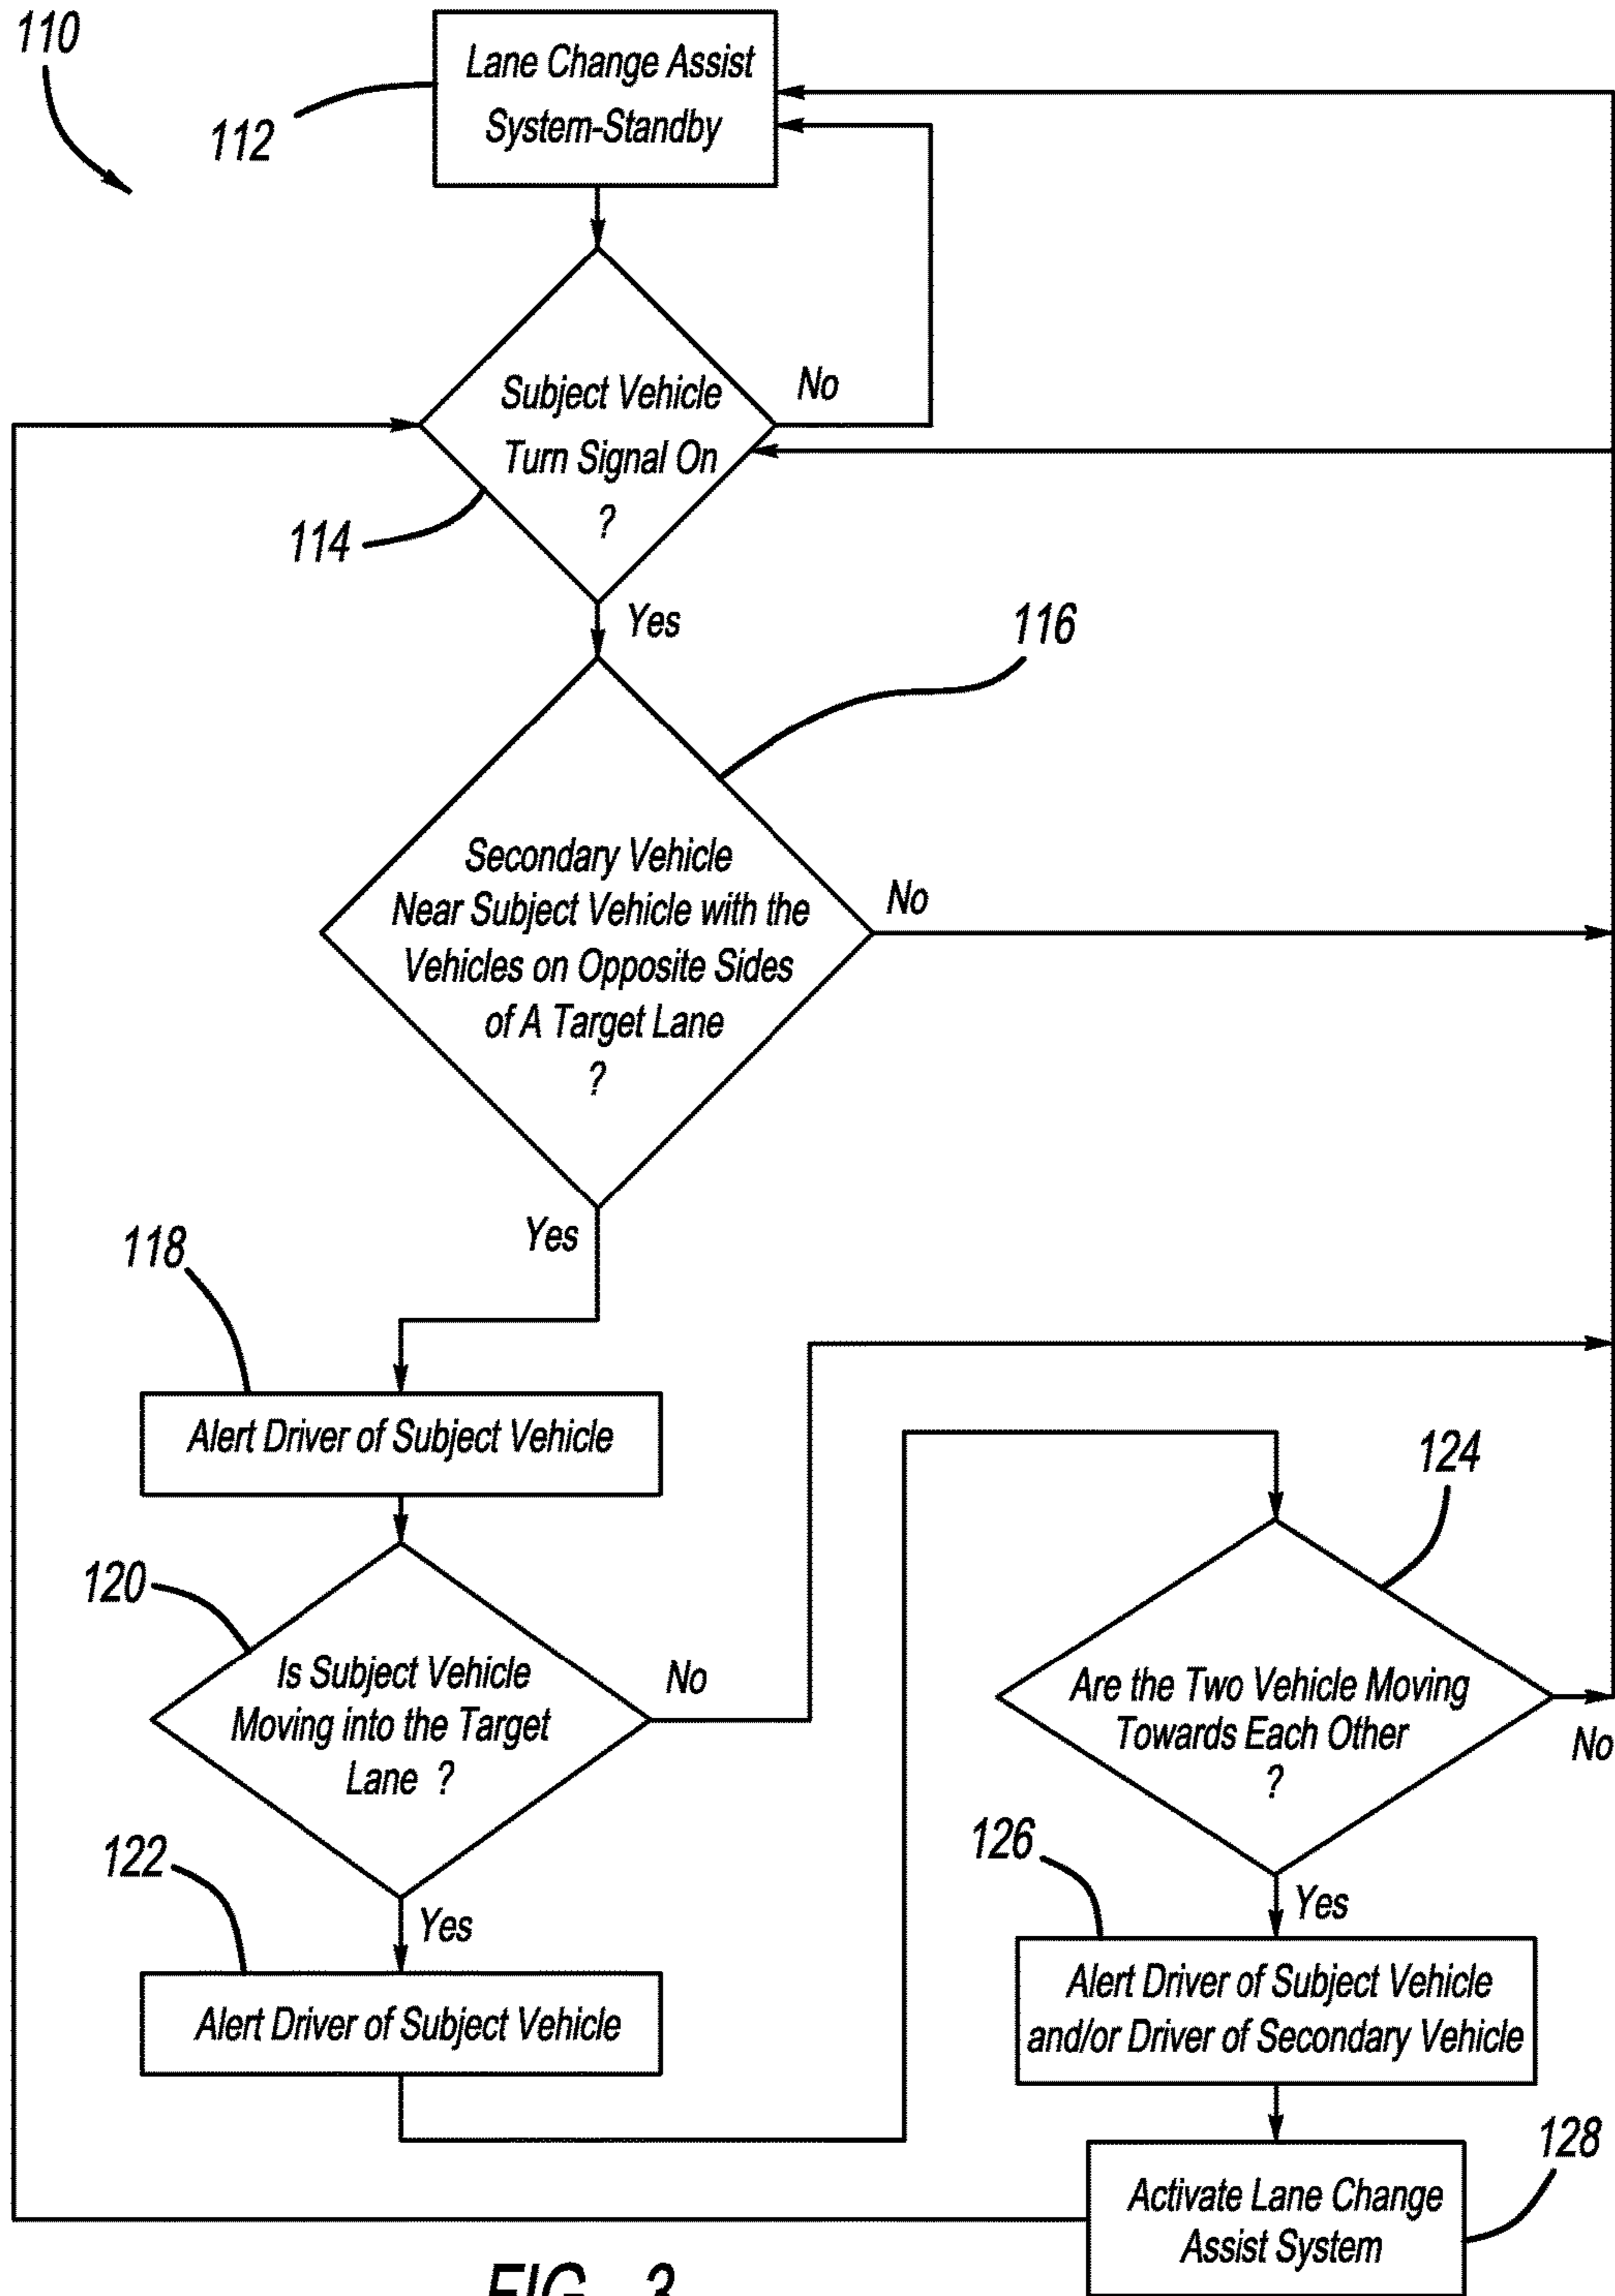 110
Lane Change Assist
System-Standby
112
Subject Vehicle
Turn Signal On
?
No
114
Yes
116
Secondary Vehicle
Near Subject Vehicle with the
Vehicles on Opposite Sides
of A Target Lane
?
No
Yes
118
Alert Driver of Subject Vehicle
120
Is Subject Vehicle
Moving into the Target
Lane ?
No
Yes
122
Alert Driver of Subject Vehicle
124
Are the Two Vehicle Moving
Towards Each Other
?
No
Yes
126
Alert Driver of Subject Vehicle
and/or Driver of Secondary Vehicle
128
Activate Lane Change
Assist System
FIG. 3